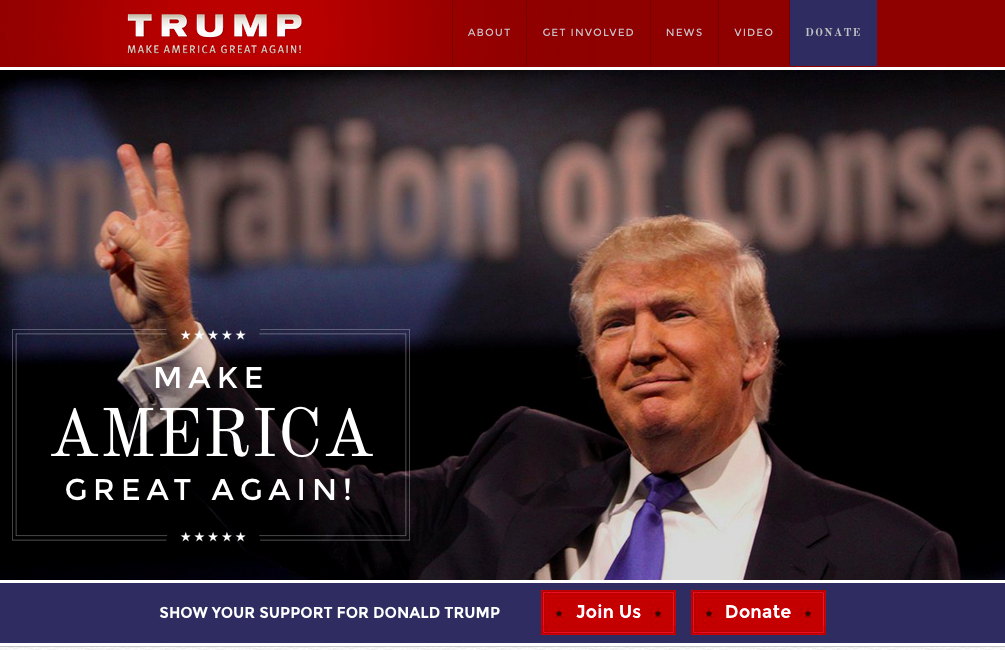 TRUMP
MAKE AMERICA GREAT AGAIN!
ABOUT
GET INVOLVED
NEWS
VIDEO
DONATE
eneration of Conse
MAKE
AMERICA
GREAT AGAIN!
SHOW YOUR SUPPORT FOR DONALD TRUMP
Join Us
Donate